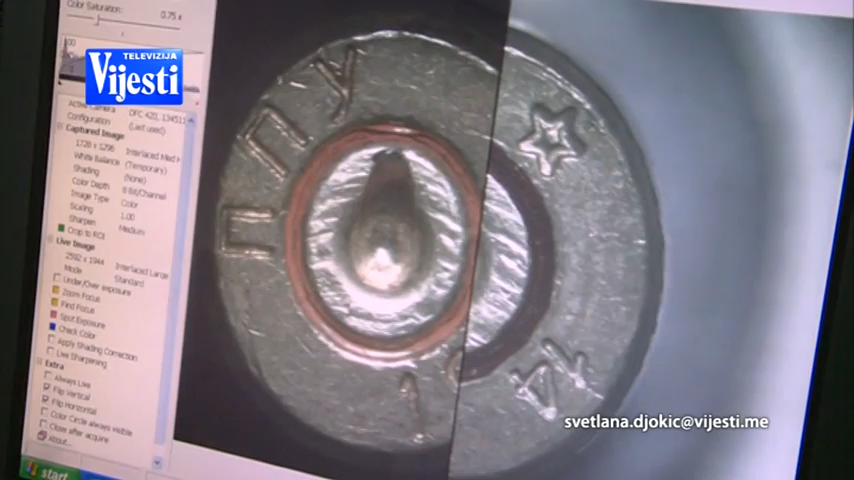 Color Saturation:
0.75 x
TELEVIZIJA
Vijesti
Active Camera
DFC 420,
Configuration
(Last used)
Captured Image
1728 x 1296
Interlaced Med
White Balance
(Temporary)
Shading
(None)
Color Depth
8 Bit/Channel
Image Type
Color
Scaling
1.00
Sharpen
Medium
Crop to ROI
Live Image
2592 x 1944
Interlaced Large
Mode
Standard
Under/Over exposure
Zoom Focus
Find Focus
Spot Exposure
Check Color
Apply Shading Correction
Live Sharpening
Extra
Always Live
Flip Vertical
Flip Horizontal
Color Circle always visible
Close after acquire
About...
start
ППУ
svetlana.djokic@vijesti.me